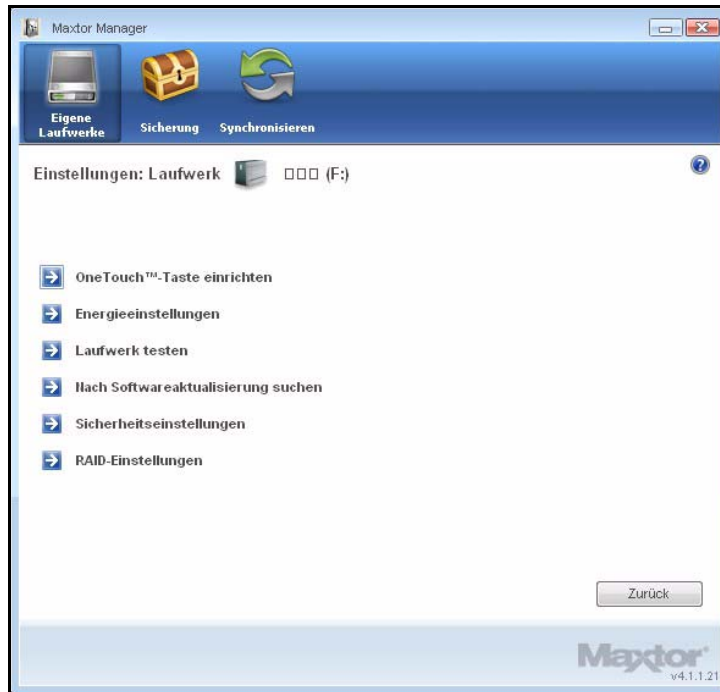 Maxtor Manager
Eigene
Laufwerke
Sicherung
Synchronisieren
Einstellungen: Laufwerk □□□ (F:)
OneTouch™-Taste einrichten
Energieeinstellungen
Laufwerk testen
Nach Softwareaktualisierung suchen
Sicherheitseinstellungen
RAID-Einstellungen
Zurück
Maxtor
v4.1.1.21